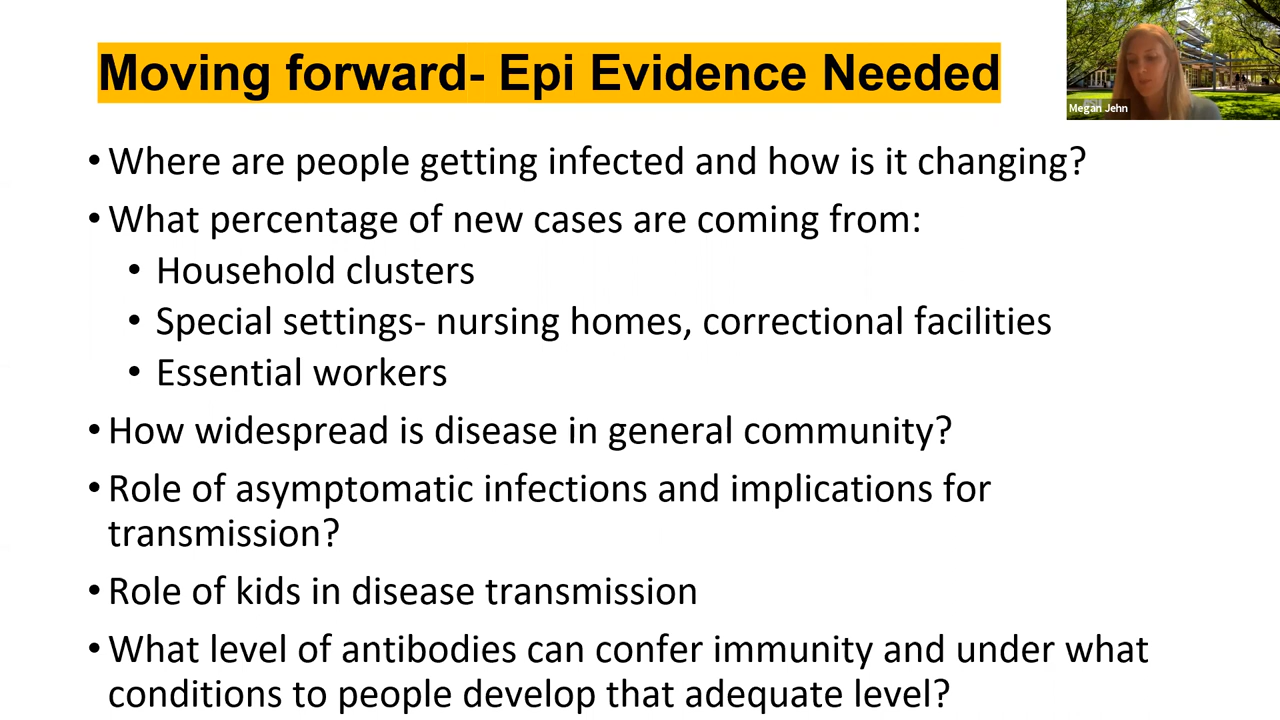 Moving forward- Epi Evidence Needed
Megan Jehn
• Where are people getting infected and how is it changing?
• What percentage of new cases are coming from:
• Household clusters
• Special settings- nursing homes, correctional facilities
• Essential workers
• How widespread is disease in general community?
• Role of asymptomatic infections and implications for
transmission?
• Role of kids in disease transmission
• What level of antibodies can confer immunity and under what
conditions to people develop that adequate level?